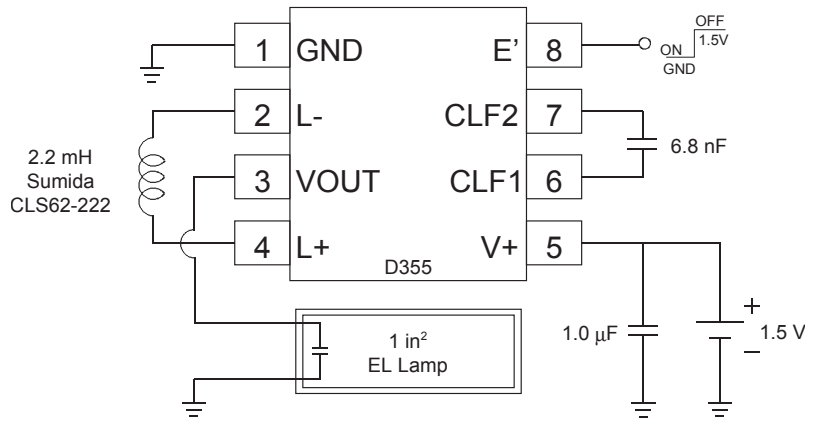 1 GND
E' 8
ON
GND
OFF
1.5V
2 L-
CLF2 7
6.8 nF
2.2 mH
Sumida
CLS62-222
3 VOUT
CLF1 6
4 L+
V+ 5
D355
1 in²
EL Lamp
1.0 μF
+
−
1.5 V